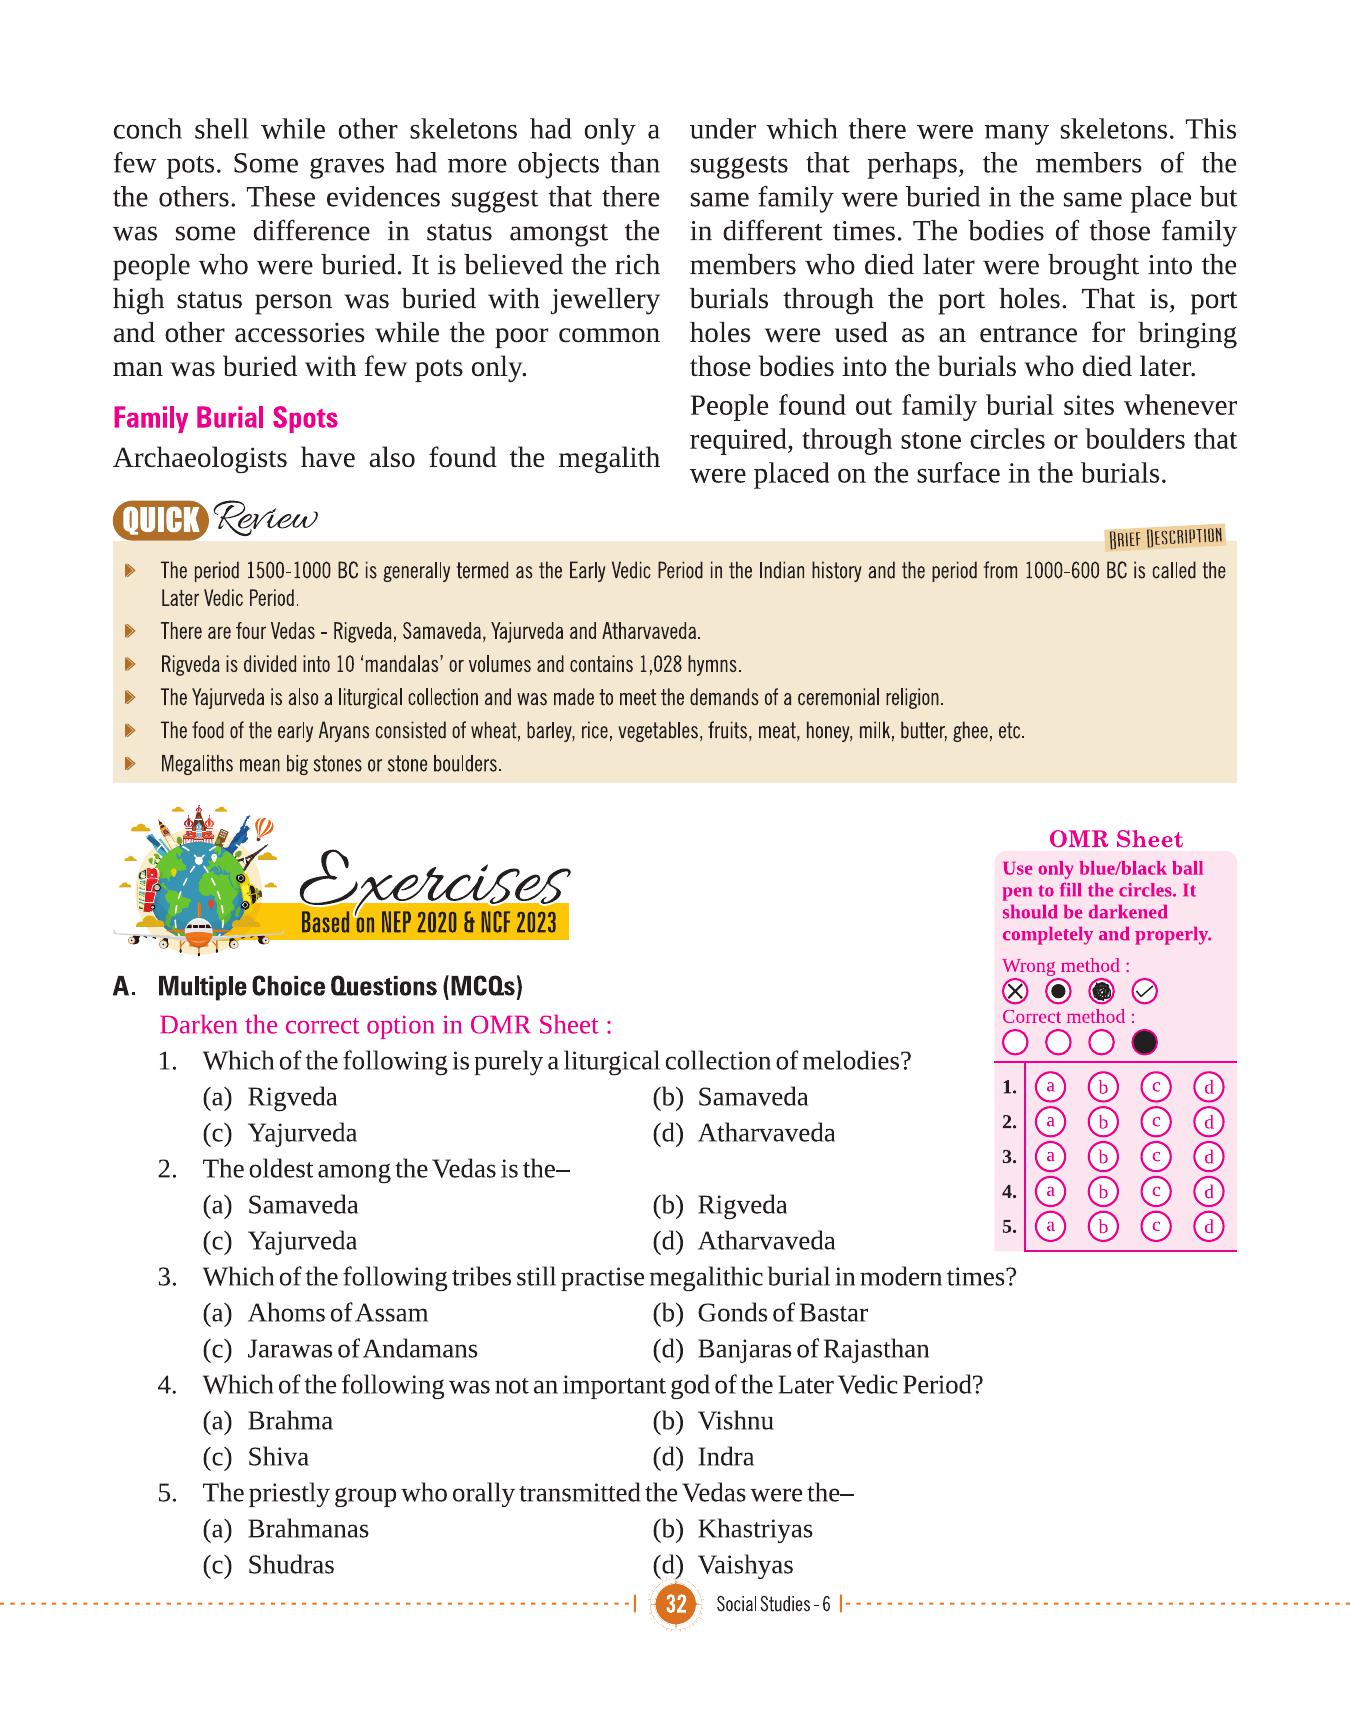 conch shell while other skeletons had only a
few pots. Some graves had more objects than
the others. These evidences suggest that there
was some difference in status amongst the
people who were buried. It is believed the rich
high status person was buried with jewellery
and other accessories while the poor common
man was buried with few pots only.
Family Burial Spots
Archaeologists have also found the megalith
under which there were many skeletons. This
suggests that perhaps, the members of the
same family were buried in the same place but
in different times. The bodies of those family
members who died later were brought into the
burials through the port holes. That is, port
holes were used as an entrance for bringing
those bodies into the burials who died later.
People found out family burial sites whenever
required, through stone circles or boulders that
were placed on the surface in the burials.
QUICK Review
BRIEF DESCRIPTION
The period 1500-1000 BC is generally termed as the Early Vedic Period in the Indian history and the period from 1000-600 BC is called the
Later Vedic Period.
There are four Vedas - Rigveda, Samaveda, Yajurveda and Atharvaveda.
Rigveda is divided into 10 ‘mandalas’ or volumes and contains 1,028 hymns.
The Yajurveda is also a liturgical collection and was made to meet the demands of a ceremonial religion.
The food of the early Aryans consisted of wheat, barley, rice, vegetables, fruits, meat, honey, milk, butter, ghee, etc.
Megaliths mean big stones or stone boulders.
Exercises
Based on NEP 2020 & NCF 2023
A. Multiple Choice Questions (MCQs)
Darken the correct option in OMR Sheet :
1. Which of the following is purely a liturgical collection of melodies?
(a) Rigveda (b) Samaveda
(c) Yajurveda (d) Atharvaveda
2. The oldest among the Vedas is the–
(a) Samaveda (b) Rigveda
(c) Yajurveda (d) Atharvaveda
3. Which of the following tribes still practise megalithic burial in modern times?
(a) Ahoms of Assam (b) Gonds of Bastar
(c) Jarawas of Andamans (d) Banjaras of Rajasthan
4. Which of the following was not an important god of the Later Vedic Period?
(a) Brahma (b) Vishnu
(c) Shiva (d) Indra
5. The priestly group who orally transmitted the Vedas were the–
(a) Brahmanas (b) Khastriyas
(c) Shudras (d) Vaishyas
OMR Sheet
Use only blue/black ball
pen to fill the circles. It
should be darkened
completely and properly.
Wrong method :
Correct method :
1. a b c d
2. a b c d
3. a b c d
4. a b c d
5. a b c d
32 Social Studies - 6